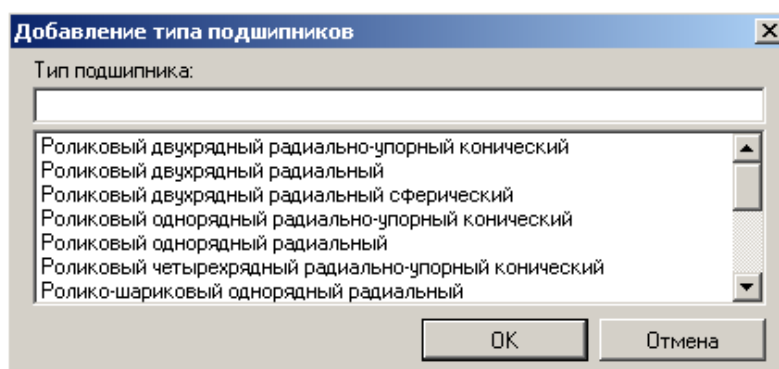 Добавление типа подшипников
Тип подшипника:
Роликовый двухрядный радиально-упорный конический
Роликовый двухрядный радиальный
Роликовый двухрядный радиальный сферический
Роликовый однорядный радиально-упорный конический
Роликовый однорядный радиальный
Роликовый четырехрядный радиально-упорный конический
Ролико-шариковый однорядный радиальный
OK Отмена